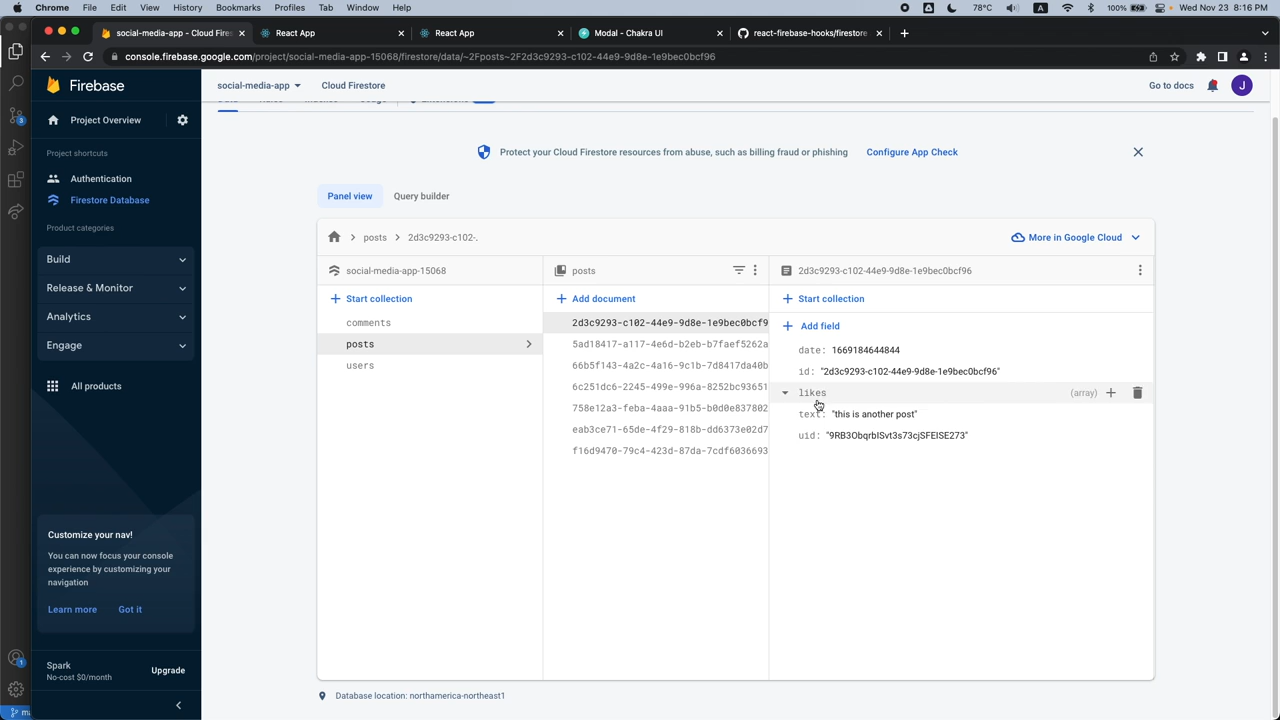 Chrome File Edit View History Bookmarks Profiles Tab Window Help 78°C A 100% Wed Nov 23 8:16 PM
social-media-app - Cloud Fires React App React App Modal - Chakra UI react-firebase-hooks/firestore
console.firebase.google.com/project/social-media-app-15068/firestore/data/~2Fposts~2F2d3c9293-c102-44e9-9d8e-1e9bec0bcf96
Firebase
social-media-app Cloud Firestore Go to docs J
Project Overview
Project shortcuts
Authentication
Firestore Database
Product categories
Build
Release & Monitor
Analytics
Engage
All products
Customize your nav!
You can now focus your console
experience by customizing your
navigation
Learn more Got it
Spark
No-cost $0/month
Upgrade
Protect your Cloud Firestore resources from abuse, such as billing fraud or phishing Configure App Check
Panel view Query builder
posts 2d3c9293-c102-. More in Google Cloud
social-media-app-15068
Start collection
comments
posts
users
posts
Add document
2d3c9293-c102-44e9-9d8e-1e9bec0bcf9
5ad18417-a117-4e6d-b2eb-b7faef5262a
66b5f143-4a2c-4a16-9c1b-7d8417da40b
6c251dc6-2245-499e-996a-8252bc93651
758e12a3-feba-4aaa-91b5-b0d0e837802
eab3ce71-65de-4f29-818b-dd6373e02d7
f16d9470-79c4-423d-87da-7cdf6036693
2d3c9293-c102-44e9-9d8e-1e9bec0bcf96
Start collection
Add field
date: 1669184644844
id: "2d3c9293-c102-44e9-9d8e-1e9bec0bcf96"
likes (array)
text: "this is another post"
uid: "9RB3ObqrbISvt3s73cjSFEISE273"
Database location: northamerica-northeast1